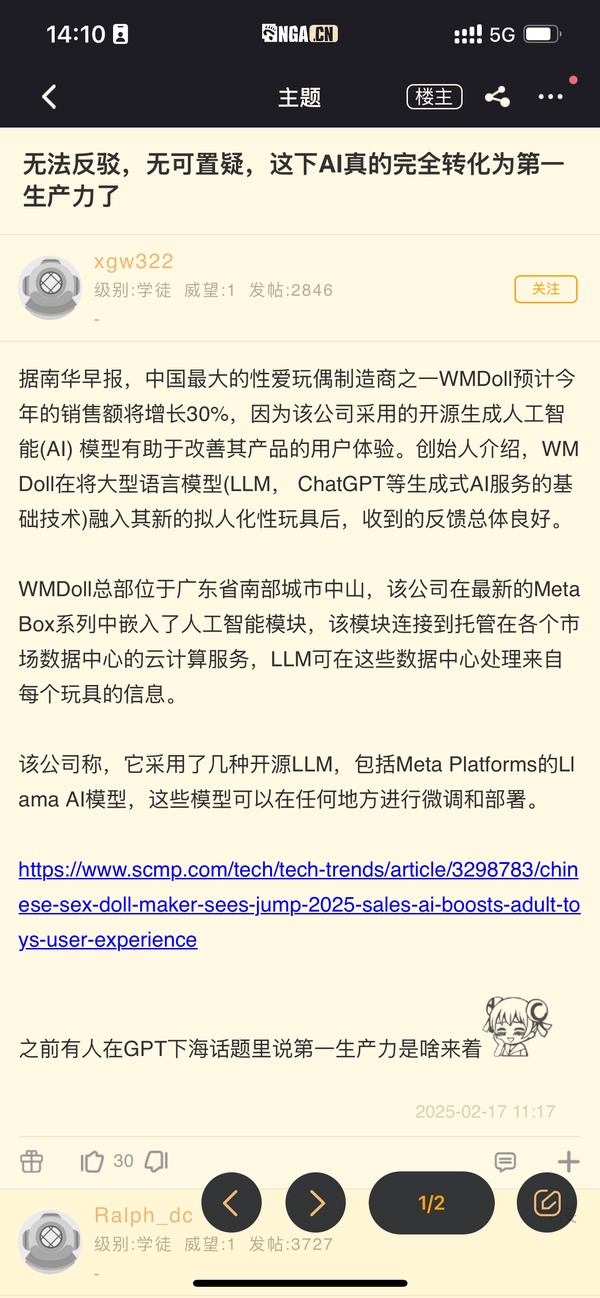 14:10
NGA.CN
5G
主题
楼主
无法反驳，无可置疑，这下AI真的完全转化为第一
生产力了
xgw322
级别:学徒 威望:1 发帖:2846
-
关注
据南华早报，中国最大的性爱玩偶制造商之一WMDoll预计今
年的销售额将增长30%，因为该公司采用的开源生成人工智
能(AI) 模型有助于改善其产品的用户体验。创始人介绍，WM
Doll在将大型语言模型(LLM， ChatGPT等生成式AI服务的基
础技术)融入其新的拟人化性玩具后，收到的反馈总体良好。
WMDoll总部位于广东省南部城市中山，该公司在最新的Meta
Box系列中嵌入了人工智能模块，该模块连接到托管在各个市
场数据中心的云计算服务，LLM可在这些数据中心处理来自
每个玩具的信息。
该公司称，它采用了几种开源LLM，包括Meta Platforms的Ll
ama AI模型，这些模型可以在任何地方进行微调和部署。
https://www.scmp.com/tech/tech-trends/article/3298783/chin
ese-sex-doll-maker-sees-jump-2025-sales-ai-boosts-adult-to
ys-user-experience
之前有人在GPT下海话题里说第一生产力是啥来着
2025-02-17 11:17
30
1/2
Ralph_dc
级别:学徒 威望:1 发帖:3727
-